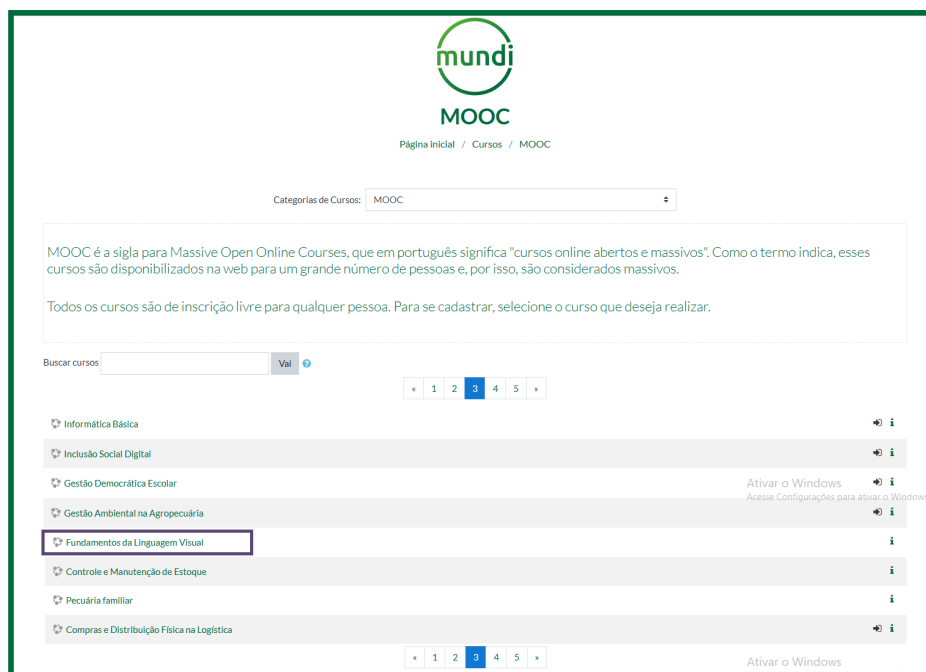 mundi
MOOC
Página inicial / Cursos / MOOC
Categorias de Cursos: MOOC
MOOC é a sigla para Massive Open Online Courses, que em português significa "cursos online abertos e massivos". Como o termo indica, esses
cursos são disponibilizados na web para um grande número de pessoas e, por isso, são considerados massivos.
Todos os cursos são de inscrição livre para qualquer pessoa. Para se cadastrar, selecione o curso que deseja realizar.
Buscar cursos Vai
« 1 2 3 4 5 »
Informática Básica
Inclusão Social Digital
Gestão Democrática Escolar
Ativar o Windows
Acesse Configurações para ativar o Windows
Gestão Ambiental na Agropecuária
Fundamentos da Linguagem Visual
Controle e Manutenção de Estoque
Pecuária familiar
Compras e Distribuição Física na Logística
« 1 2 3 4 5 »
Ativar o Windows